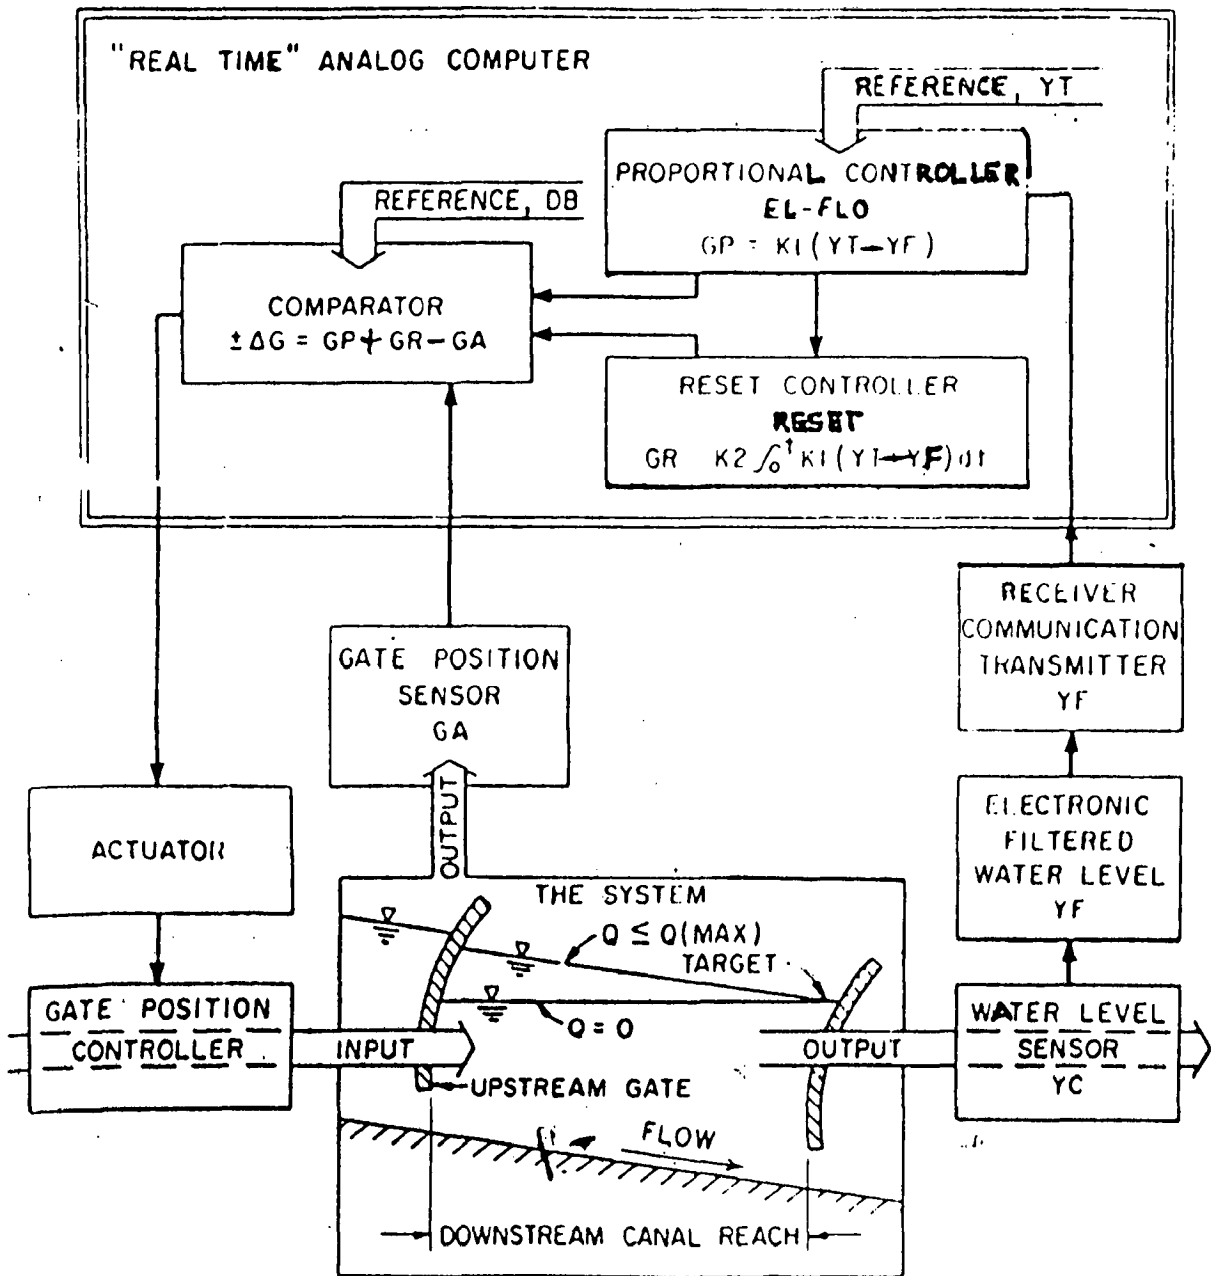 "REAL TIME" ANALOG COMPUTER
REFERENCE, YT
PROPORTIONAL CONTROLLER
EL-FLO
GP = K1 (YT-YF)
REFERENCE, DB
COMPARATOR
±ΔG = GP + GR - GA
RESET CONTROLLER
RESET
GR K2 ∫₀ᵗ K1 (YT-YF) dt
RECEIVER
COMMUNICATION
TRANSMITTER
YF
GATE POSITION
SENSOR
GA
OUTPUT
ELECTRONIC
FILTERED
WATER LEVEL
YF
ACTUATOR
THE SYSTEM
Q ≤ Q(MAX)
TARGET
Q = 0
GATE POSITION
CONTROLLER
INPUT
OUTPUT
WATER LEVEL
SENSOR
YC
UPSTREAM GATE
FLOW
DOWNSTREAM CANAL REACH